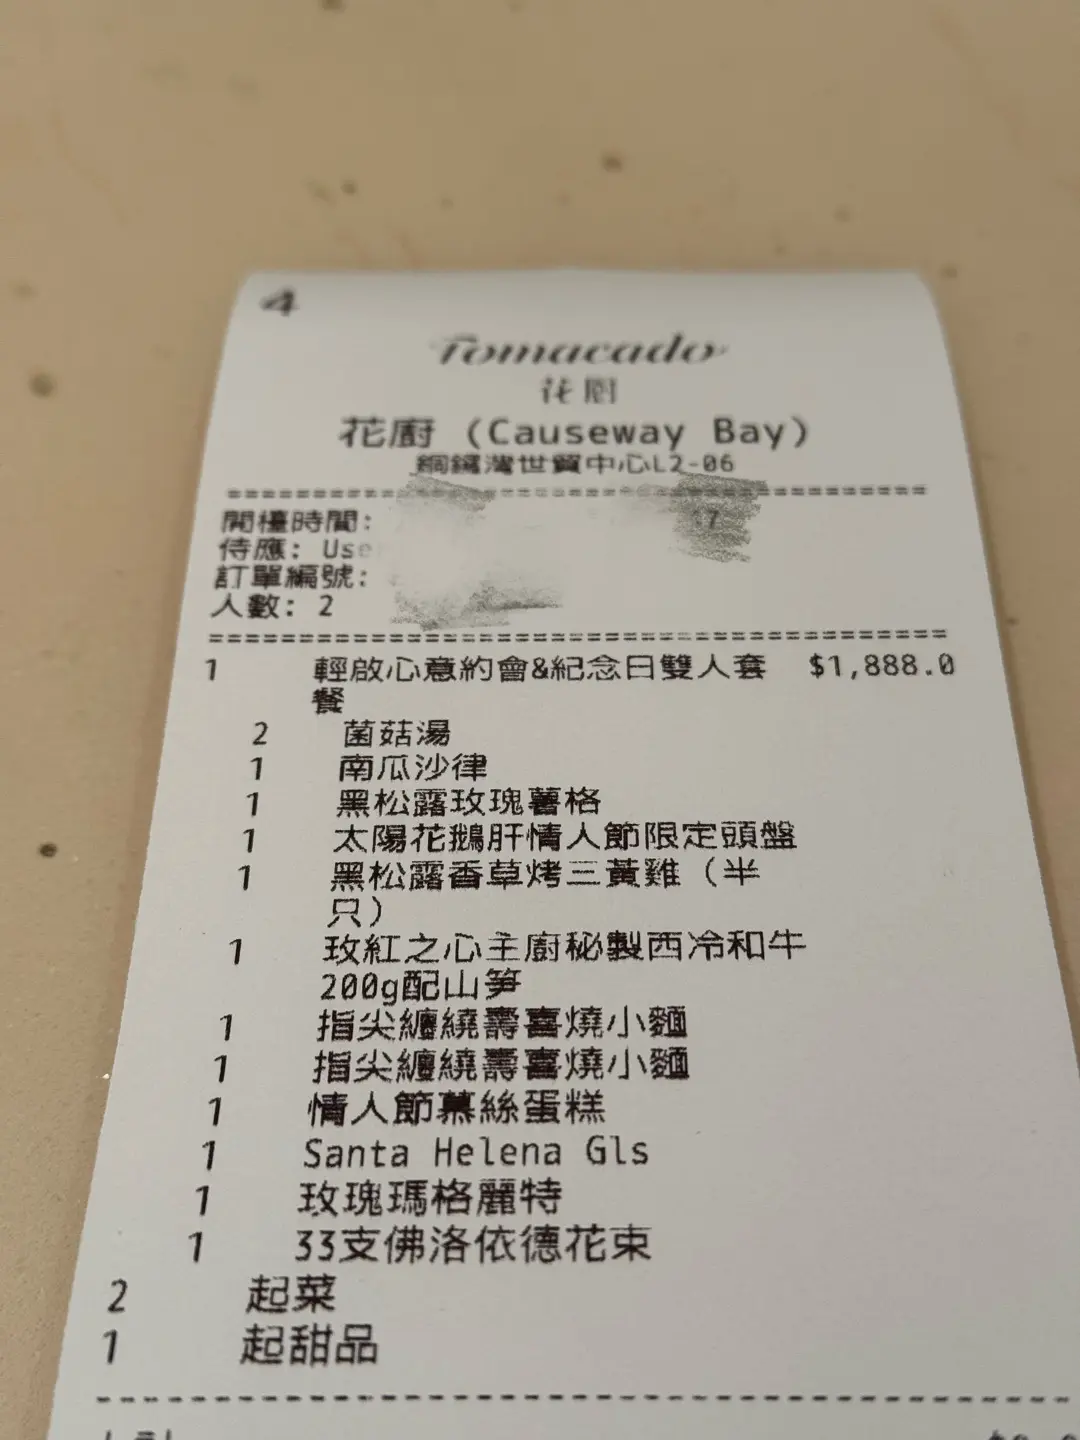 4
Tomacado
花厨
花廚 (Causeway Bay)
銅鑼灣世貿中心L2-06
開檯時間:
侍應: Use
訂單編號:
人數: 2
1 輕啟心意約會&紀念日雙人套 $1,888.0
餐
2 菌菇湯
1 南瓜沙律
1 黑松露玫瑰薯格
1 太陽花鵝肝情人節限定頭盤
1 黑松露香草烤三黃雞（半
只）
1 玫紅之心主廚秘製西冷和牛
200g配山笋
1 指尖纏繞壽喜燒小麵
1 指尖纏繞壽喜燒小麵
1 情人節慕絲蛋糕
1 Santa Helena Gls
1 玫瑰瑪格麗特
1 33支佛洛依德花束
2 起菜
1 起甜品